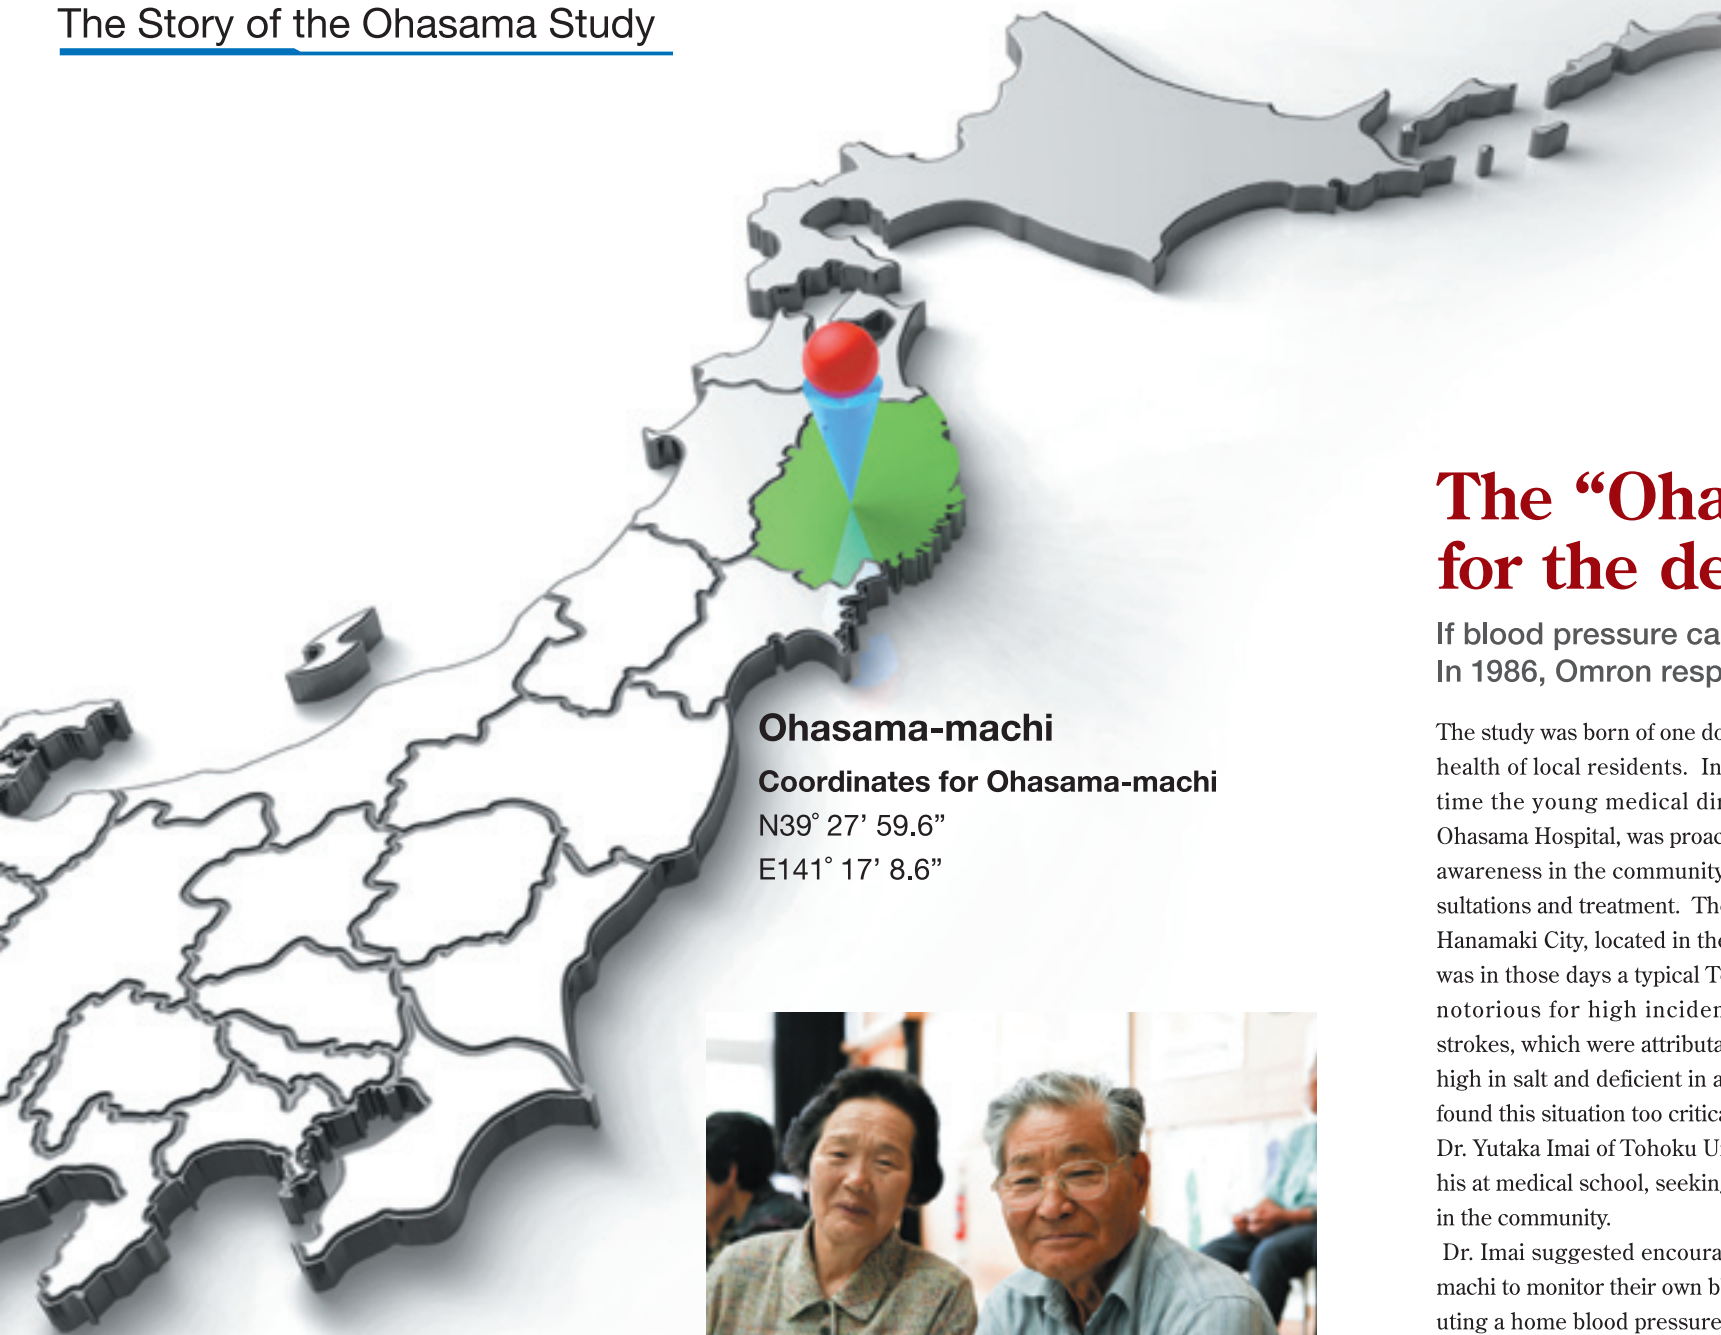 The Story of the Ohasama Study
Ohasama-machi
Coordinates for Ohasama-machi
N39° 27’ 59.6”
E141° 17’ 8.6”
The “Oha
for the de
If blood pressure ca
In 1986, Omron resp
The study was born of one do
health of local residents. In
time the young medical dir
Ohasama Hospital, was proac
awareness in the community
sultations and treatment. The
Hanamaki City, located in the
was in those days a typical T
notorious for high inciden
strokes, which were attributa
high in salt and deficient in a
found this situation too critica
Dr. Yutaka Imai of Tohoku U
his at medical school, seekin
in the community.
Dr. Imai suggested encoura
machi to monitor their own b
uting a home blood pressure